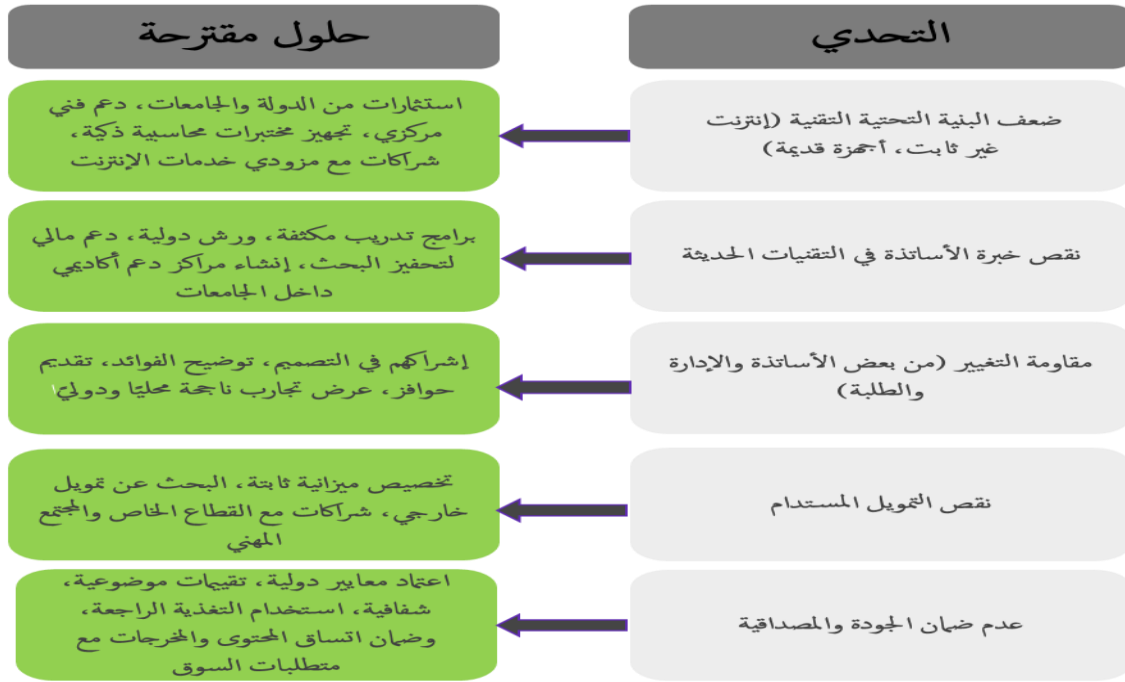 التحدي
حلول مقترحة
ضعف البنية التحتية التقنية (إنترنت
غير ثابت، أجهزة قديمة)
استثمارات من الدولة والجامعات، دعم فني
مركزي، تجهيز مختبرات محاسبية ذكية،
شراكات مع مزودي خدمات الإنترنت
نقص خبرة الأساتذة في التقنيات الحديثة
برامج تدريب مكثفة، ورش دولية، دعم مالي
لتحفيز البحث، إنشاء مراكز دعم أكاديمي
داخل الجامعات
مقاومة التغيير (من بعض الأساتذة والإدارة
والطلبة)
إشراكهم في التصميم، توضيح الفوائد، تقديم
حوافز، عرض تجارب ناجحة محليًا ودوليًا
نقص التمويل المستدام
تخصيص ميزانية ثابتة، البحث عن تمويل
خارجي، شراكات مع القطاع الخاص والمجتمع
المهني
عدم ضمان الجودة والمصداقية
اعتماد معايير دولية، تقييمات موضوعية،
شفافية، استخدام التغذية الراجعة،
وضمان اتساق المحتوى والمخرجات مع
متطلبات السوق